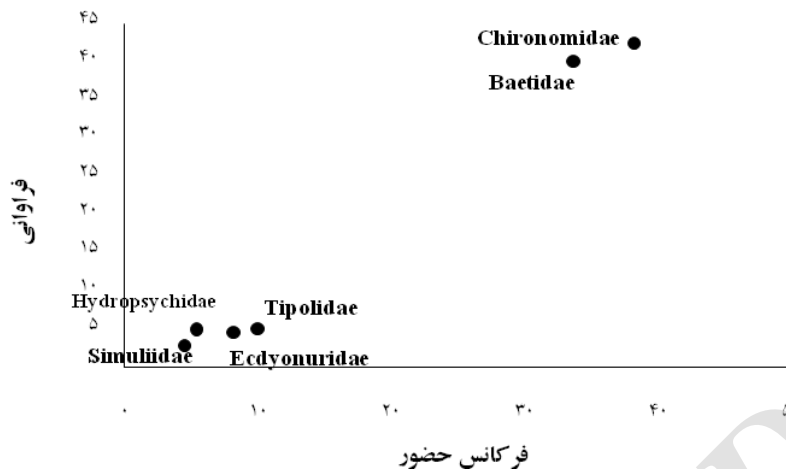 ۴۵
Chironomidae
۴۰
Baetidae
۳۵
۳۰
۲۵
۲۰
۱۵
۱۰
Hydropsychidae
Tipolidae
۵
Simuliidae Ecdyonuridae
فراوانی
۰ ۱۰ ۲۰ ۳۰ ۴۰
فرکانس حضور